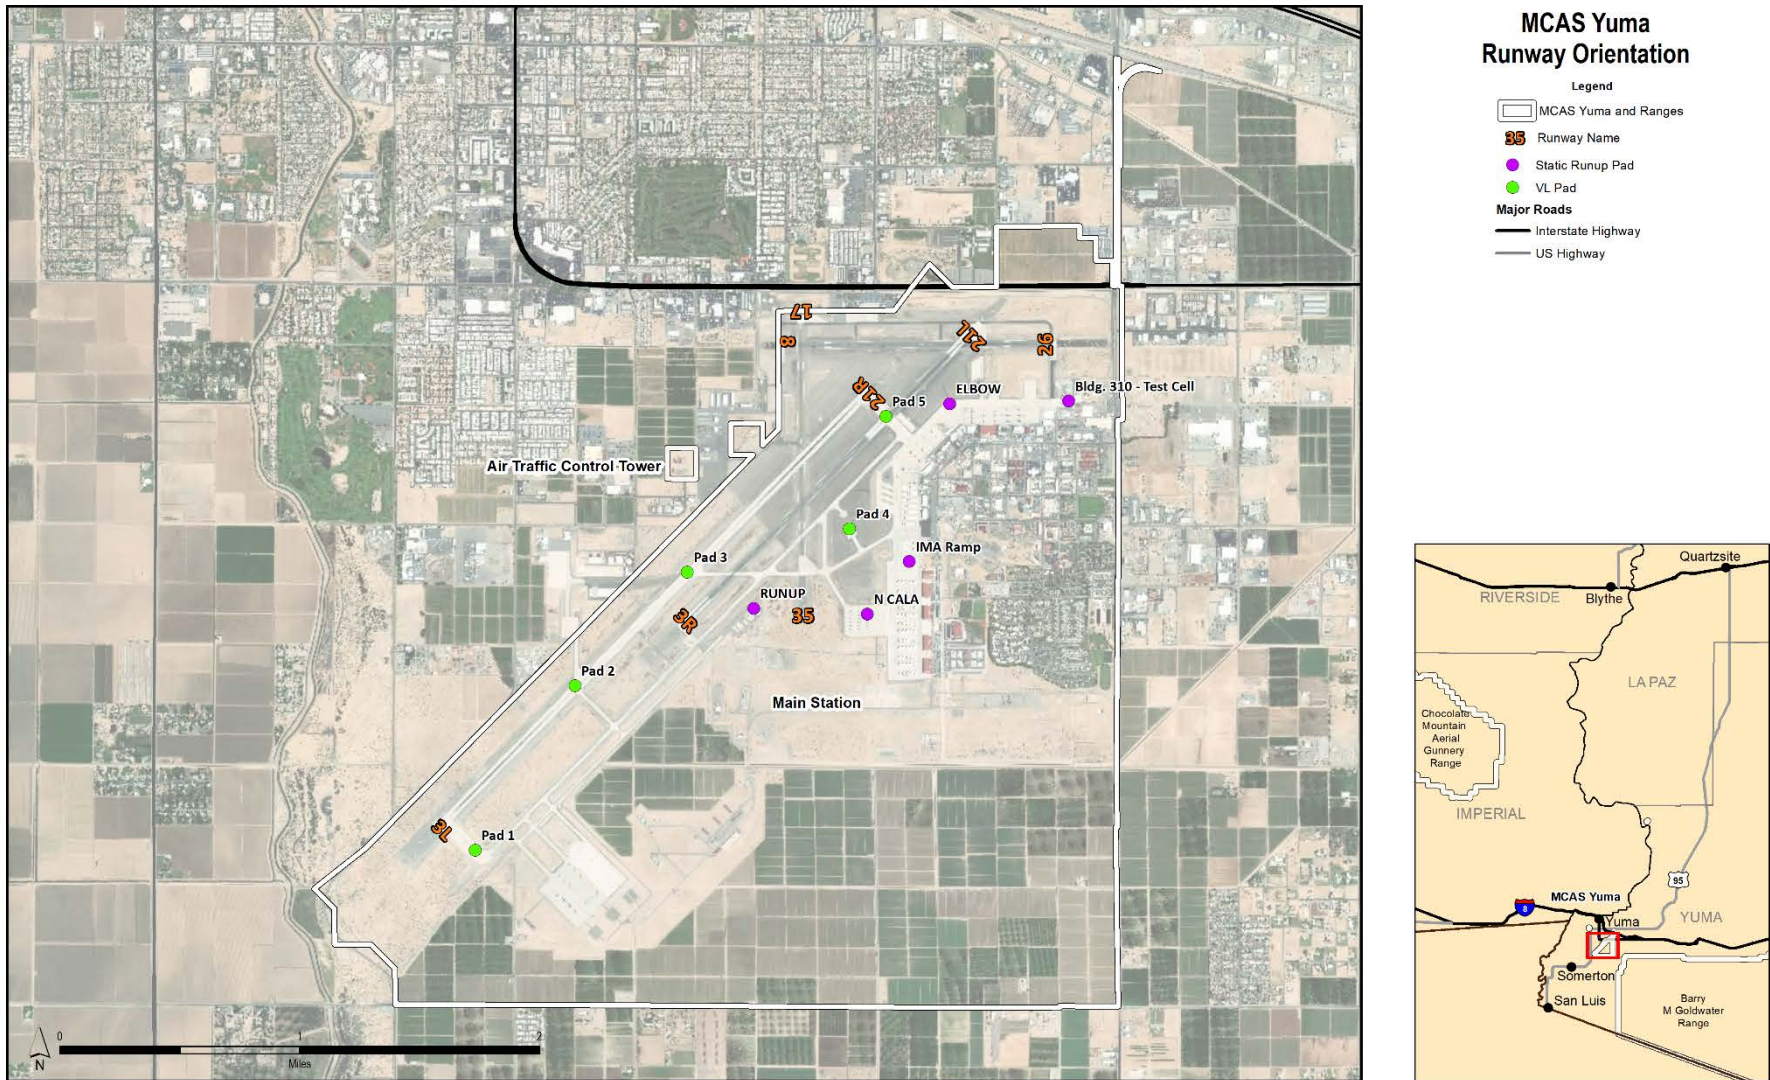 MCAS Yuma
Runway Orientation
Legend
MCAS Yuma and Ranges
35 Runway Name
Static Runup Pad
VL Pad
Major Roads
Interstate Highway
US Highway
17
8
21L
26
21R
Pad 5
ELBOW
Bldg. 310 - Test Cell
Air Traffic Control Tower
Pad 4
IMA Ramp
Pad 3
RUNUP
35
N CALA
3R
Pad 2
Main Station
3L
Pad 1
0 1 2
Miles
N
Quartzsite
RIVERSIDE
Blythe
LA PAZ
Chocolate
Mountain
Aerial
Gunnery
Range
IMPERIAL
95
MCAS Yuma
8
Yuma
YUMA
Somerton
San Luis
Barry
M Goldwater
Range